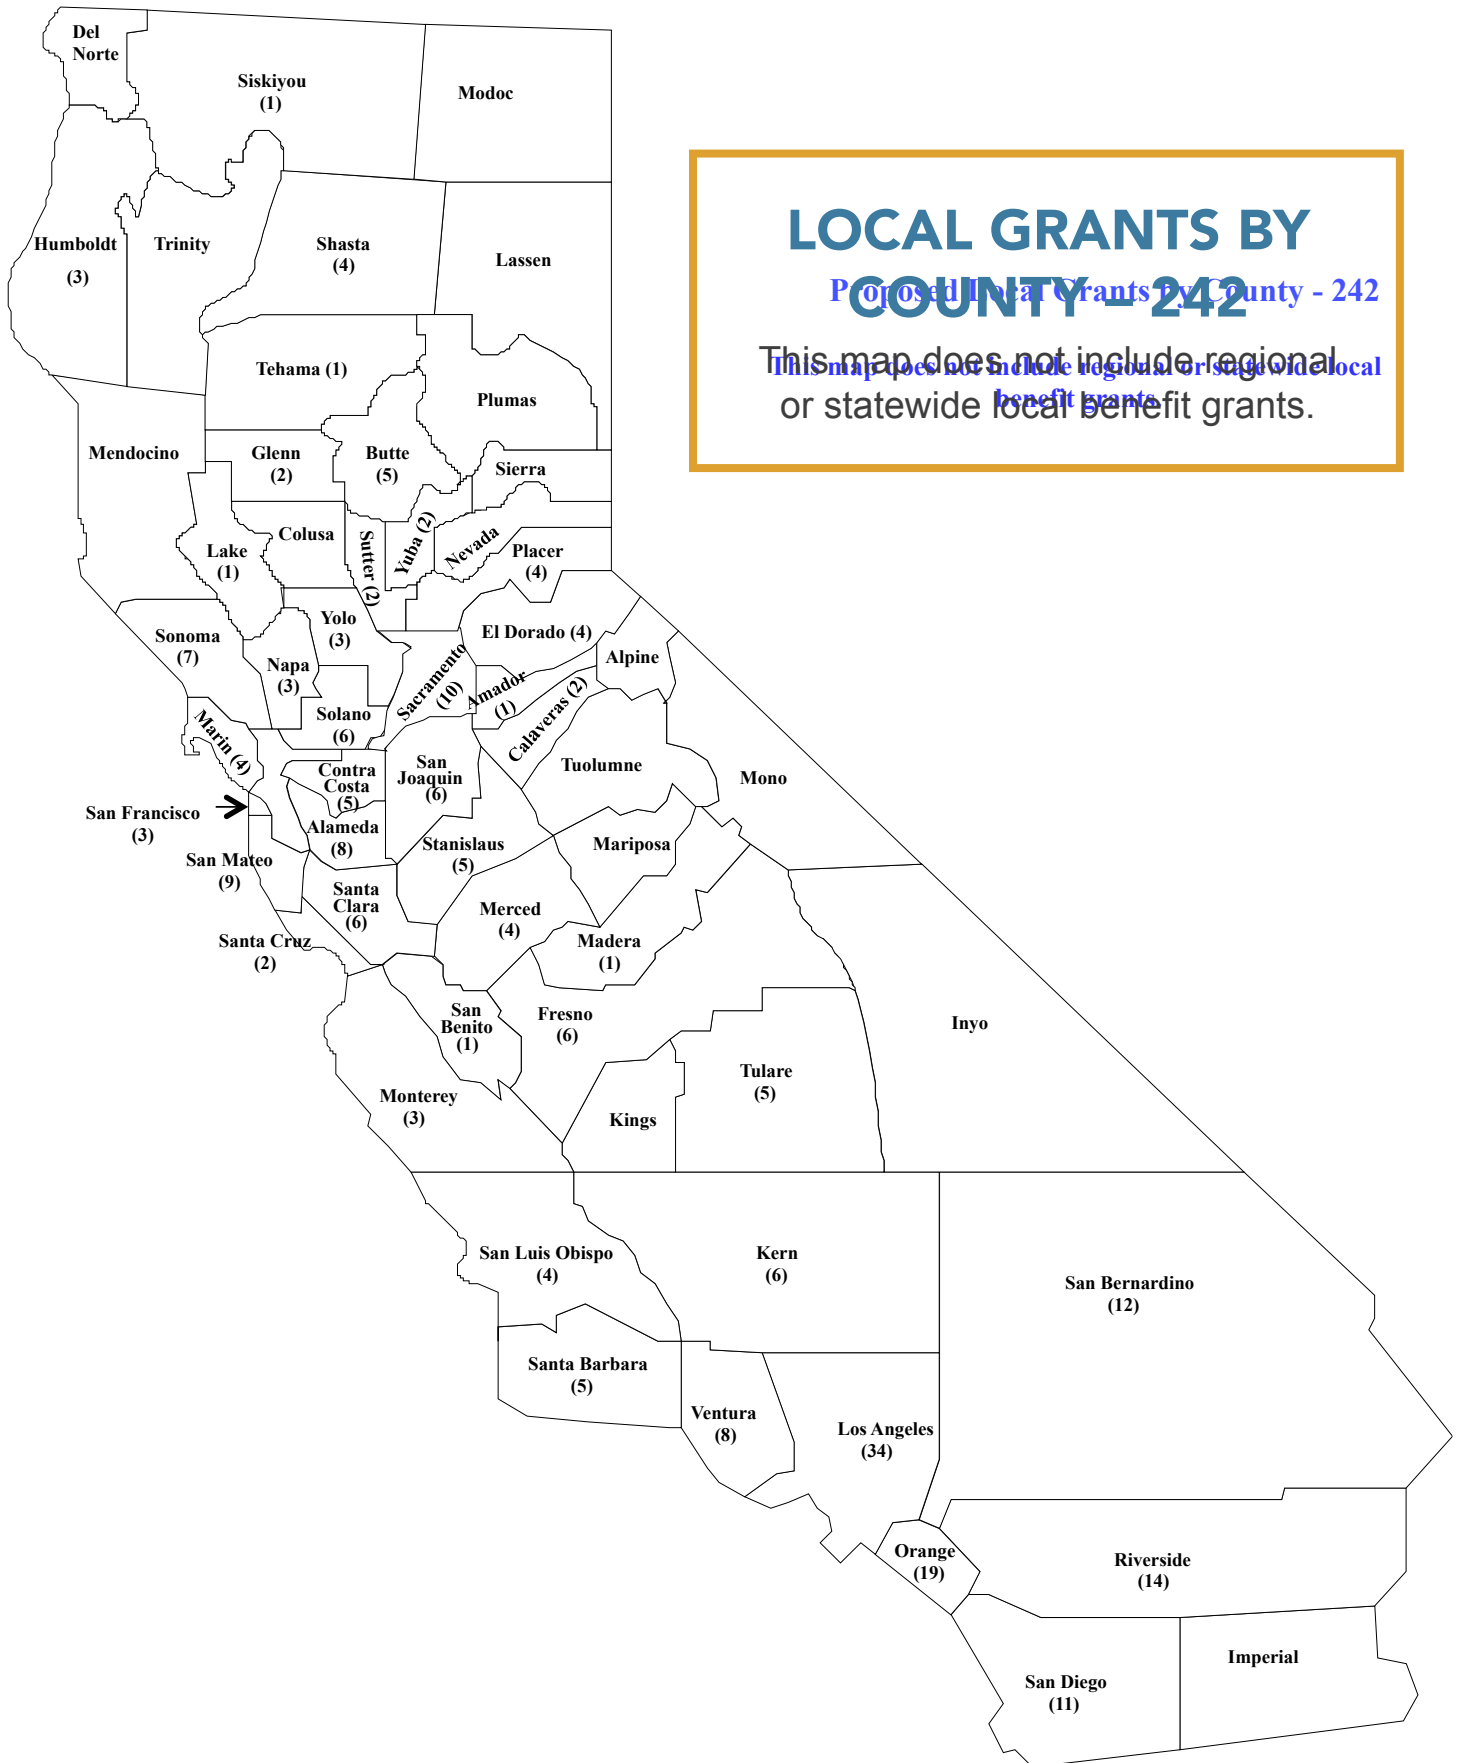 Del
Norte
Siskiyou
(1)
Modoc
LOCAL GRANTS BY
COUNTY – 242
Proposed Local Grants by County - 242
This map does not include regional
or statewide local benefit grants.
This map does not include regional or statewide local
benefit grants.
Humboldt
(3)
Trinity
Shasta
(4)
Lassen
Tehama (1)
Plumas
Mendocino
Glenn
(2)
Butte
(5)
Sierra
Colusa
Sutter (2)
Yuba (2)
Nevada
Placer
(4)
Lake
(1)
Sonoma
(7)
Napa
(3)
Yolo
(3)
El Dorado (4)
Alpine
Sacramento
(10)
Amador
(1)
Calaveras (2)
Solano
(6)
Marin (4)
Contra
Costa
(5)
San
Joaquin
(6)
Tuolumne
Mono
San Francisco
(3)
Alameda
(8)
Stanislaus
(5)
Mariposa
San Mateo
(9)
Santa
Clara
(6)
Merced
(4)
Madera
(1)
Santa Cruz
(2)
San
Benito
(1)
Fresno
(6)
Inyo
Monterey
(3)
Kings
Tulare
(5)
San Luis Obispo
(4)
Kern
(6)
San Bernardino
(12)
Santa Barbara
(5)
Ventura
(8)
Los Angeles
(34)
Orange
(19)
Riverside
(14)
San Diego
(11)
Imperial